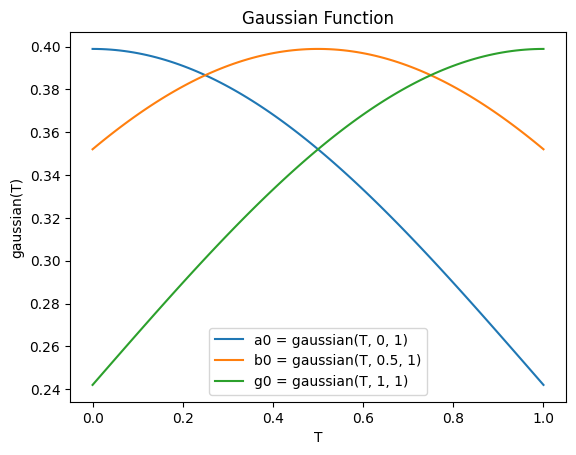 Gaussian Function
gaussian(T)
0.40
0.38
0.36
0.34
0.32
0.30
0.28
0.26
0.24
a0 = gaussian(T, 0, 1)
b0 = gaussian(T, 0.5, 1)
g0 = gaussian(T, 1, 1)
0.0 0.2 0.4 0.6 0.8 1.0
T